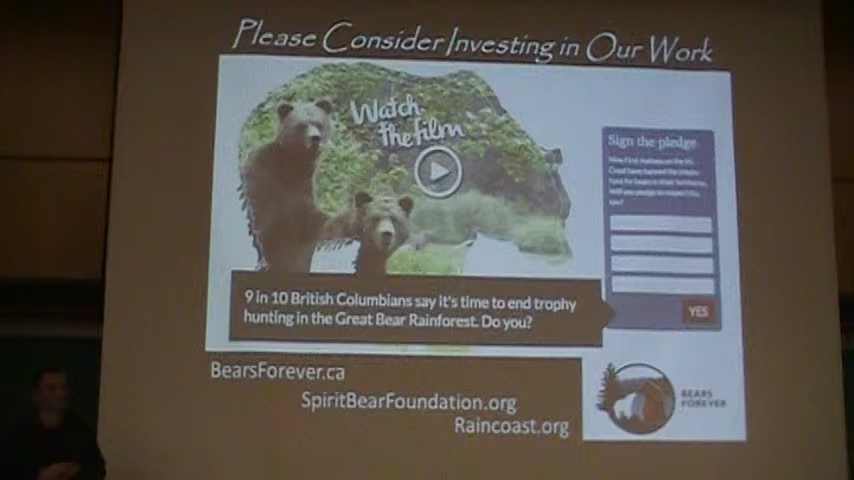 Please Consider Investing in Our Work
Watch
the film
Sign the pledge
9 in 10 British Columbians say it's time to end trophy
hunting in the Great Bear Rainforest. Do you?
YES
BearsForever.ca
SpiritBearFoundation.org
Raincoast.org
BEARS
FOREVER